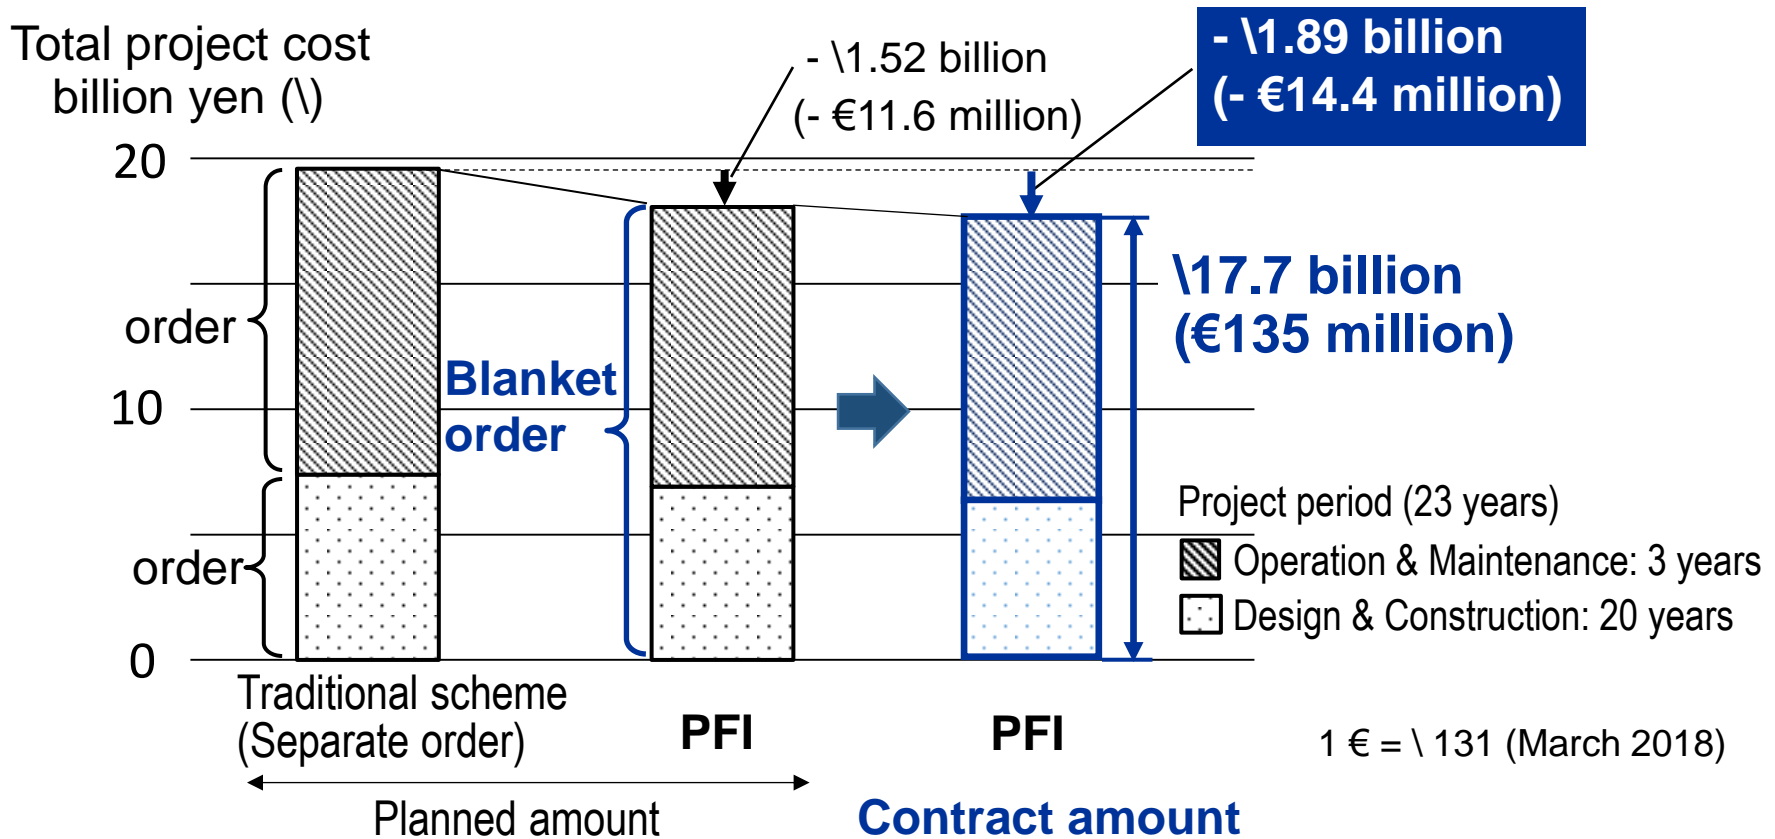 Total project cost
billion yen (\)
- \1.52 billion
(- €11.6 million)
- \1.89 billion
(- €14.4 million)
20
10
0
order
order
Blanket
order
\17.7 billion
(€135 million)
Project period (23 years)
Operation & Maintenance: 3 years
Design & Construction: 20 years
Traditional scheme
(Separate order)
PFI
PFI
1 € = \ 131 (March 2018)
Planned amount
Contract amount